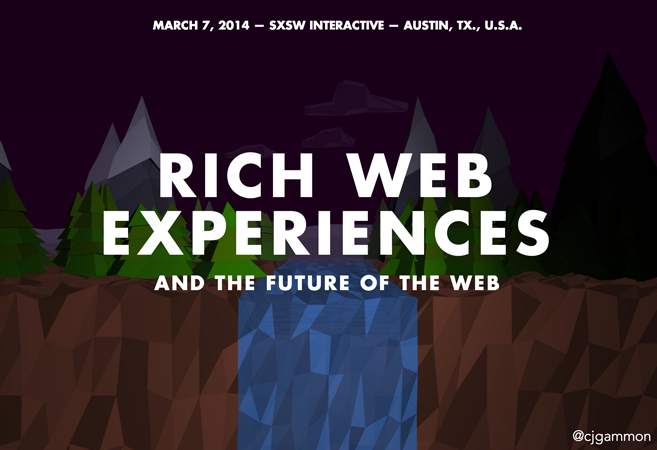 MARCH 7, 2014 — SXSW INTERACTIVE — AUSTIN, TX., U.S.A.
RICH WEB
EXPERIENCES
AND THE FUTURE OF THE WEB
@cjgammon